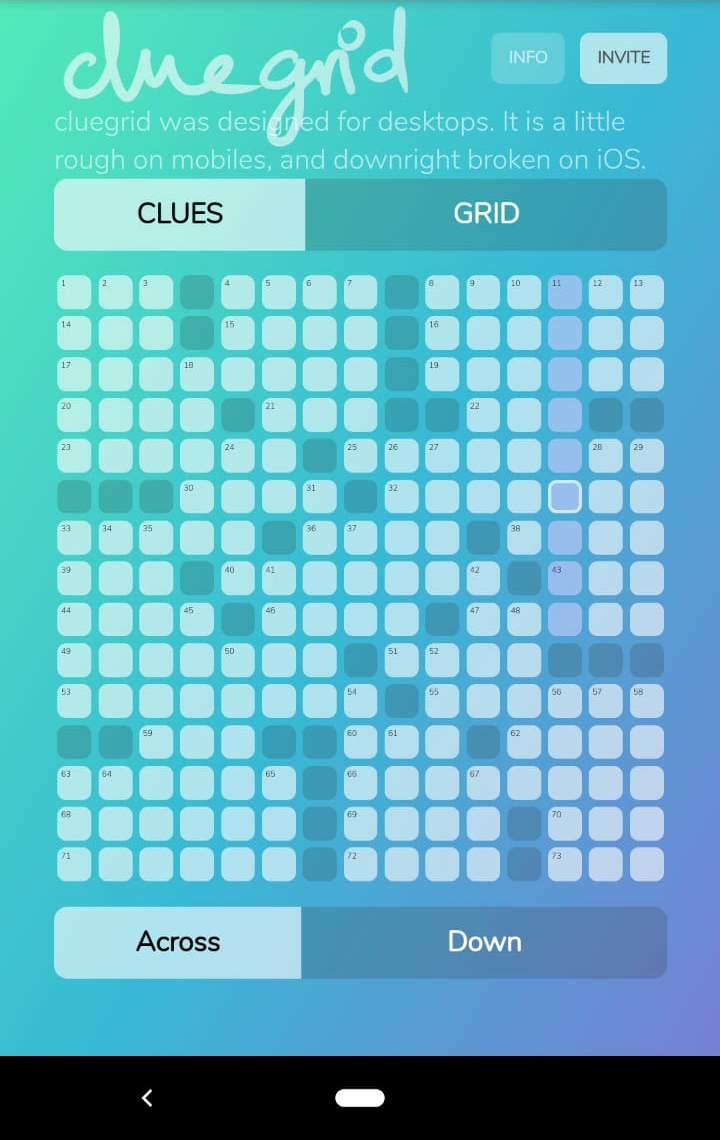 cluegrid
INFO INVITE
cluegrid was designed for desktops. It is a little
rough on mobiles, and downright broken on iOS.
CLUES GRID
1 2 3 4 5 6 7 8 9 10 11 12 13
14 15 16
17 18 19
20 21 22
23 24 25 26 27 28 29
30 31 32
33 34 35 36 37 38
39 40 41 42 43
44 45 46 47 48
49 50 51 52
53 54 55 56 57 58
59 60 61 62
63 64 65 66 67
68 69 70
71 72 73
Across Down